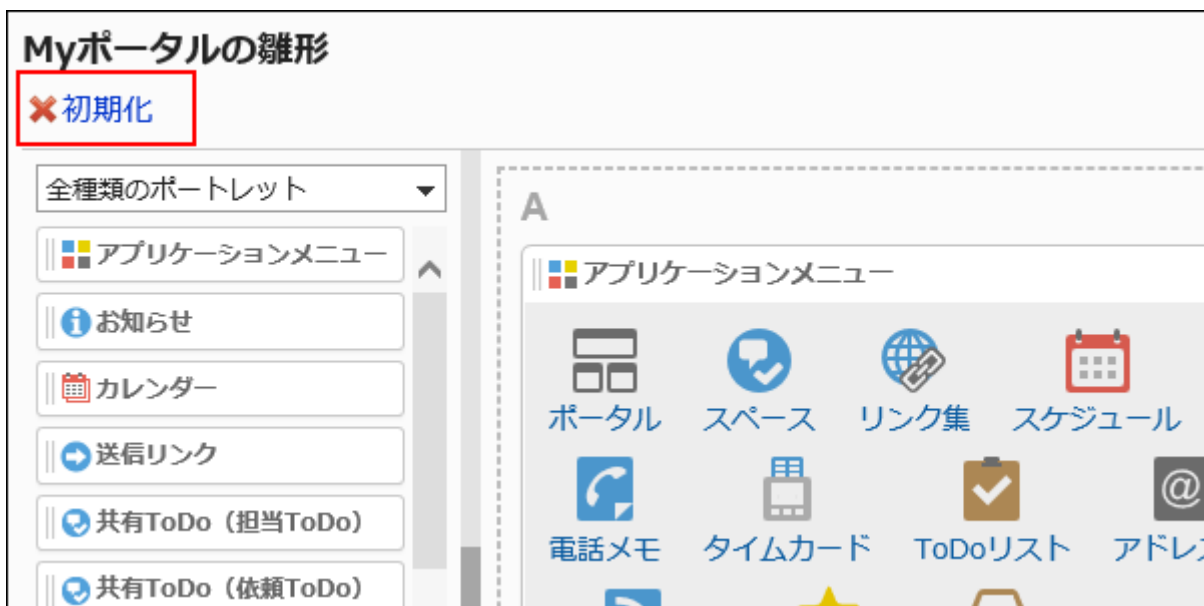 Myポータルの雛形
初期化
全種類のポートレット
アプリケーションメニュー
お知らせ
カレンダー
送信リンク
共有ToDo（担当ToDo）
共有ToDo（依頼ToDo）
A
アプリケーションメニュー
ポータル スペース リンク集 スケジュール
電話メモ タイムカード ToDoリスト アドレス